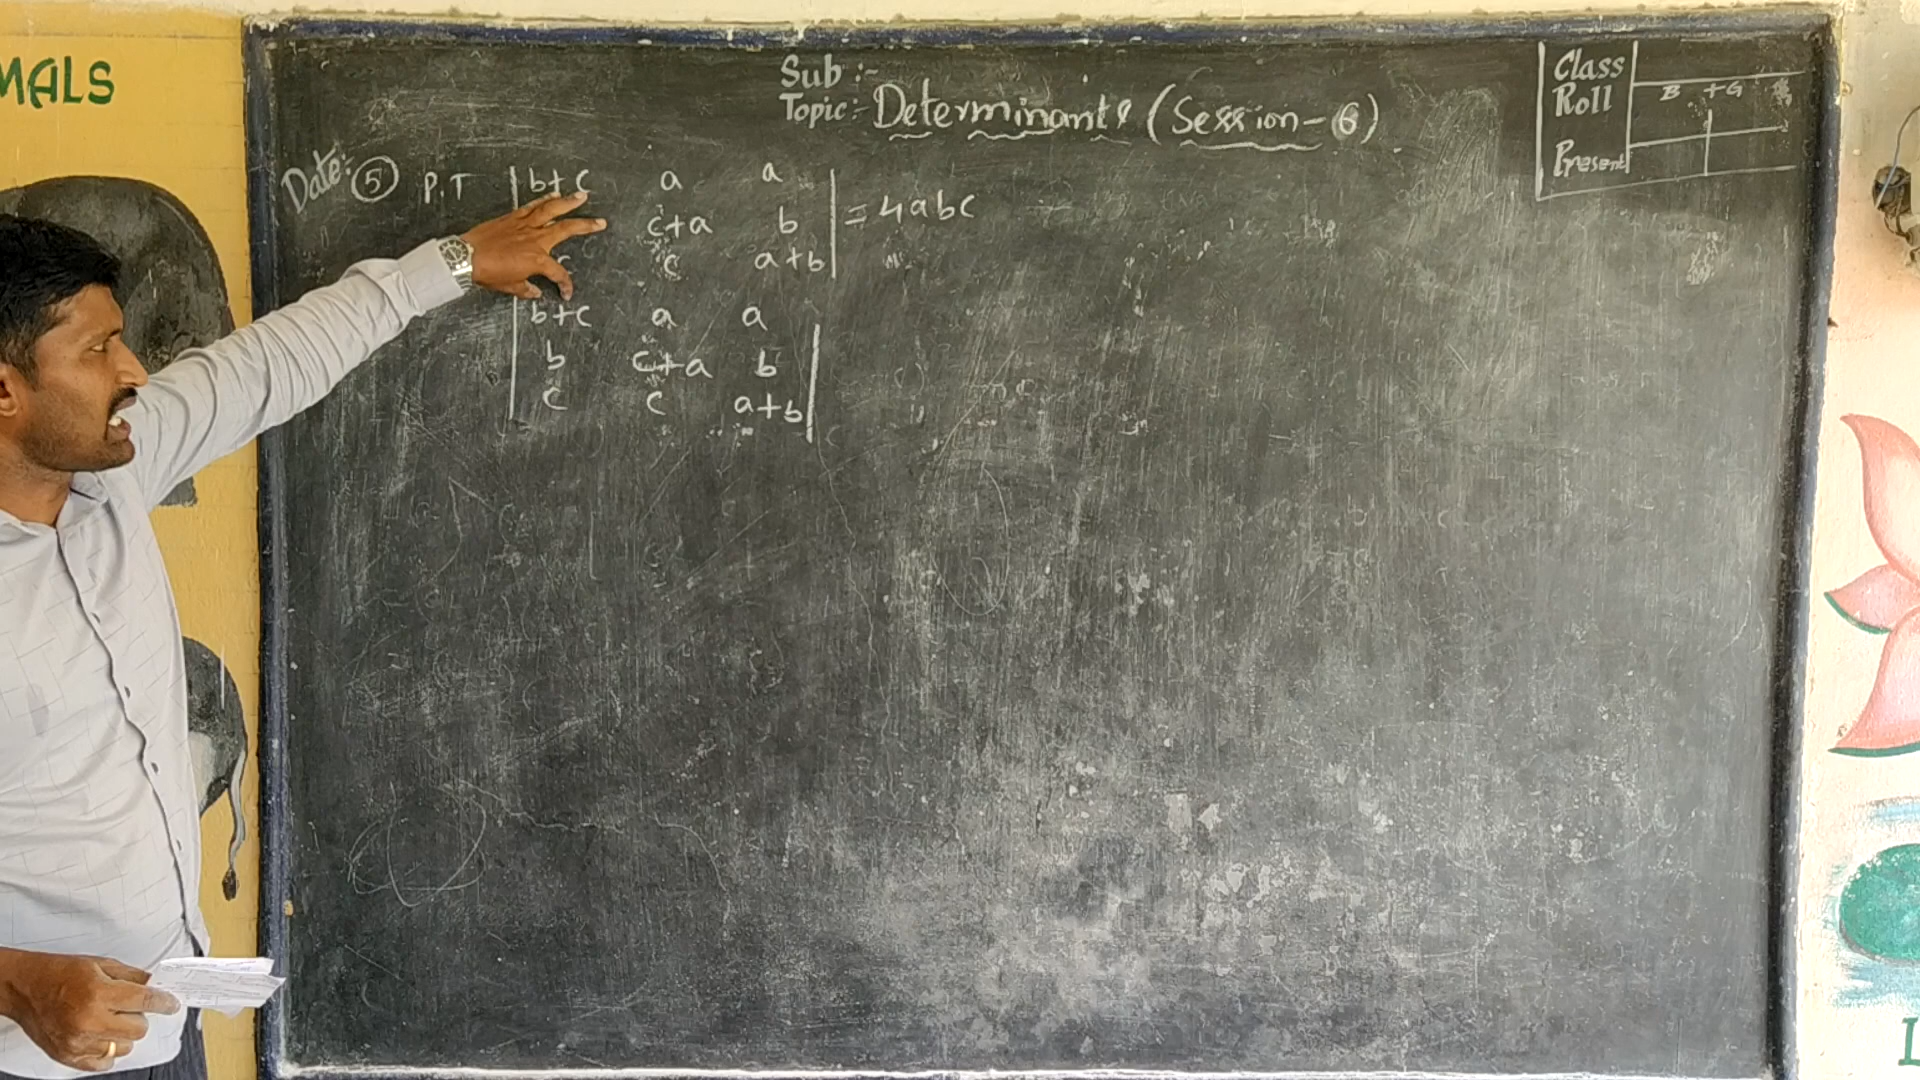 MALS
Sub :-
Topic :- Determinants (Session-6)
Class
Roll
B + G
Present
Date:
⑤ P.T | b+c a a |
c+a b = 4abc
c c a+b
| b+c a a |
b c+a b
c c a+b